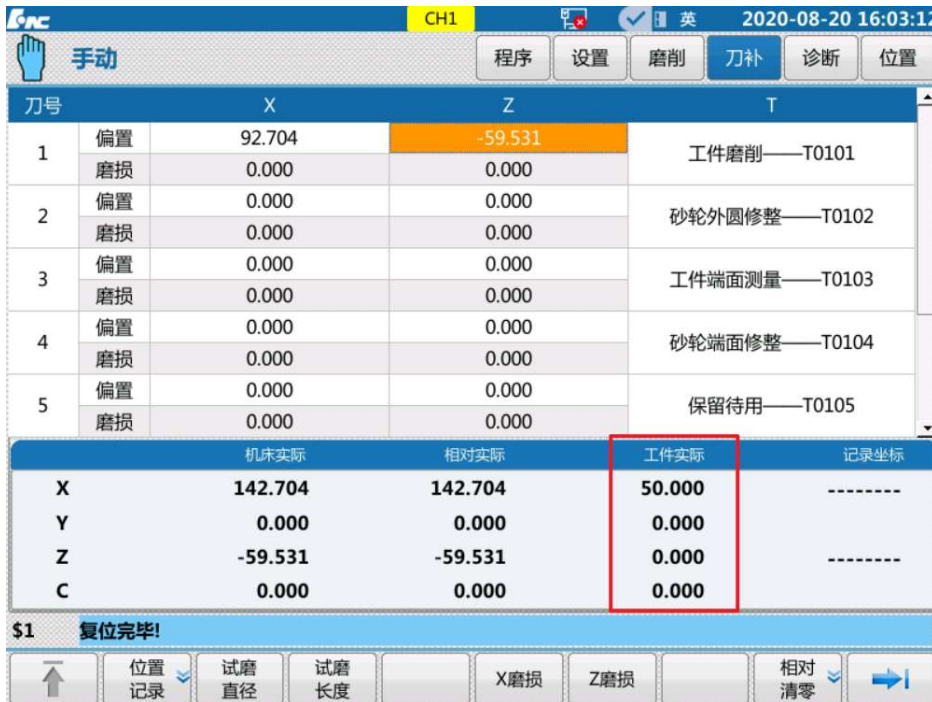 HNC CH1 英 2020-08-20 16:03:12
手动 程序 设置 磨削 刀补 诊断 位置
刀号 X Z T
1 偏置 92.704 -59.531 工件磨削——T0101
磨损 0.000 0.000
2 偏置 0.000 0.000 砂轮外圆修整——T0102
磨损 0.000 0.000
3 偏置 0.000 0.000 工件端面测量——T0103
磨损 0.000 0.000
4 偏置 0.000 0.000 砂轮端面修整——T0104
磨损 0.000 0.000
5 偏置 0.000 0.000 保留待用——T0105
磨损 0.000 0.000
机床实际 相对实际 工件实际 记录坐标
X 142.704 142.704 50.000 --------
Y 0.000 0.000 0.000
Z -59.531 -59.531 0.000 --------
C 0.000 0.000 0.000
$1 复位完毕!
位置记录 试磨直径 试磨长度 X磨损 Z磨损 相对清零